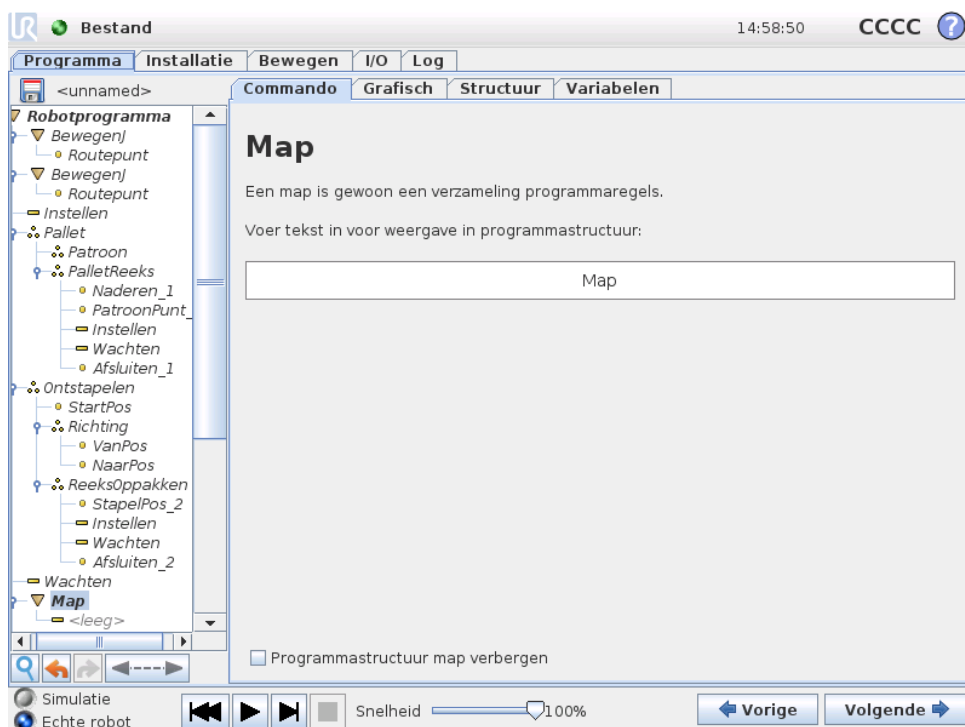 UR Bestand 14:58:50 CCCC ?
Programma Installatie Bewegen I/O Log
<unnamed>
Commando Grafisch Structuur Variabelen
Robotprogramma
BewegenJ
Routepunt
BewegenJ
Routepunt
Instellen
Pallet
Patroon
PalletReeks
Naderen_1
PatroonPunt_
Instellen
Wachten
Afsluiten_1
Ontstapelen
StartPos
Richting
VanPos
NaarPos
ReeksOppakken
StapelPos_2
Instellen
Wachten
Afsluiten_2
Wachten
Map
<leeg>
Map
Een map is gewoon een verzameling programmaregels.
Voer tekst in voor weergave in programmastructuur:
Map
Programmastructuur map verbergen
Simulatie
Echte robot
Snelheid 100%
Vorige Volgende